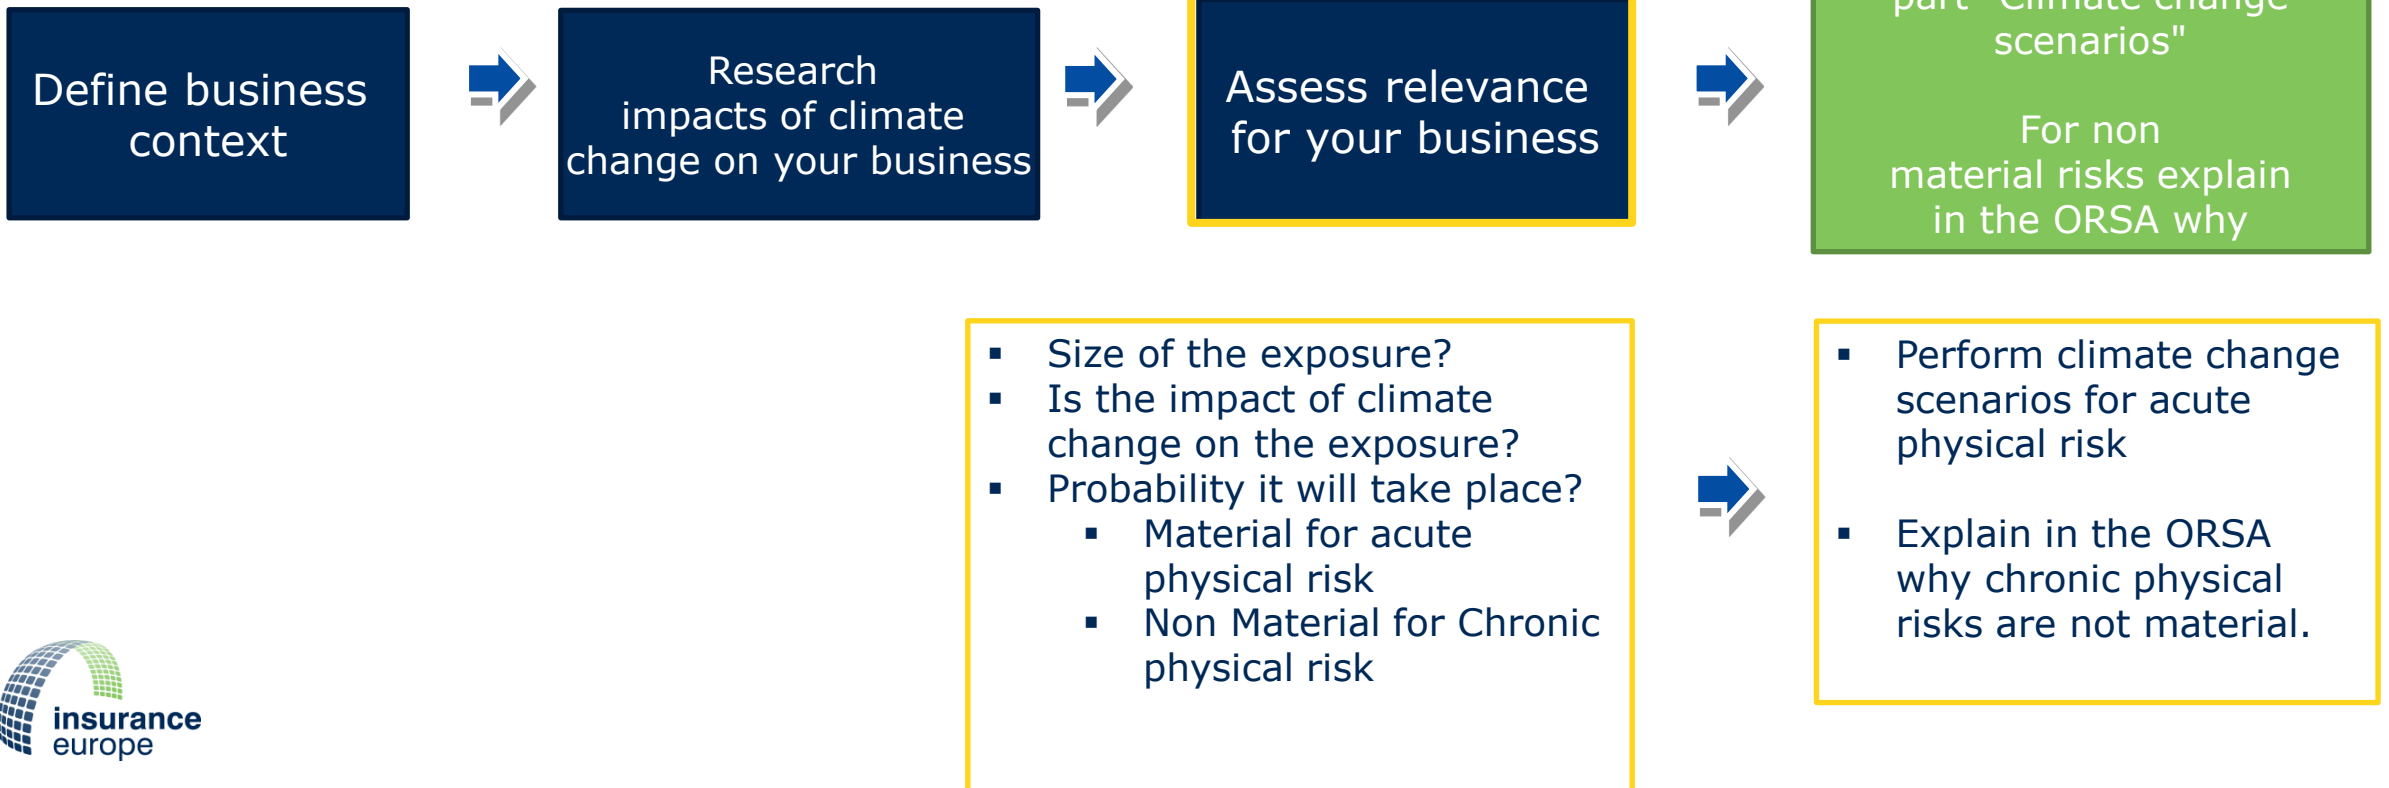 Define business
context
Research
impacts of climate
change on your business
Assess relevance
for your business
part "Climate change
scenarios"
For non
material risks explain
in the ORSA why
Size of the exposure?
Is the impact of climate
change on the exposure?
Probability it will take place?
Material for acute
physical risk
Non Material for Chronic
physical risk
Perform climate change
scenarios for acute
physical risk
Explain in the ORSA
why chronic physical
risks are not material.
insurance
europe